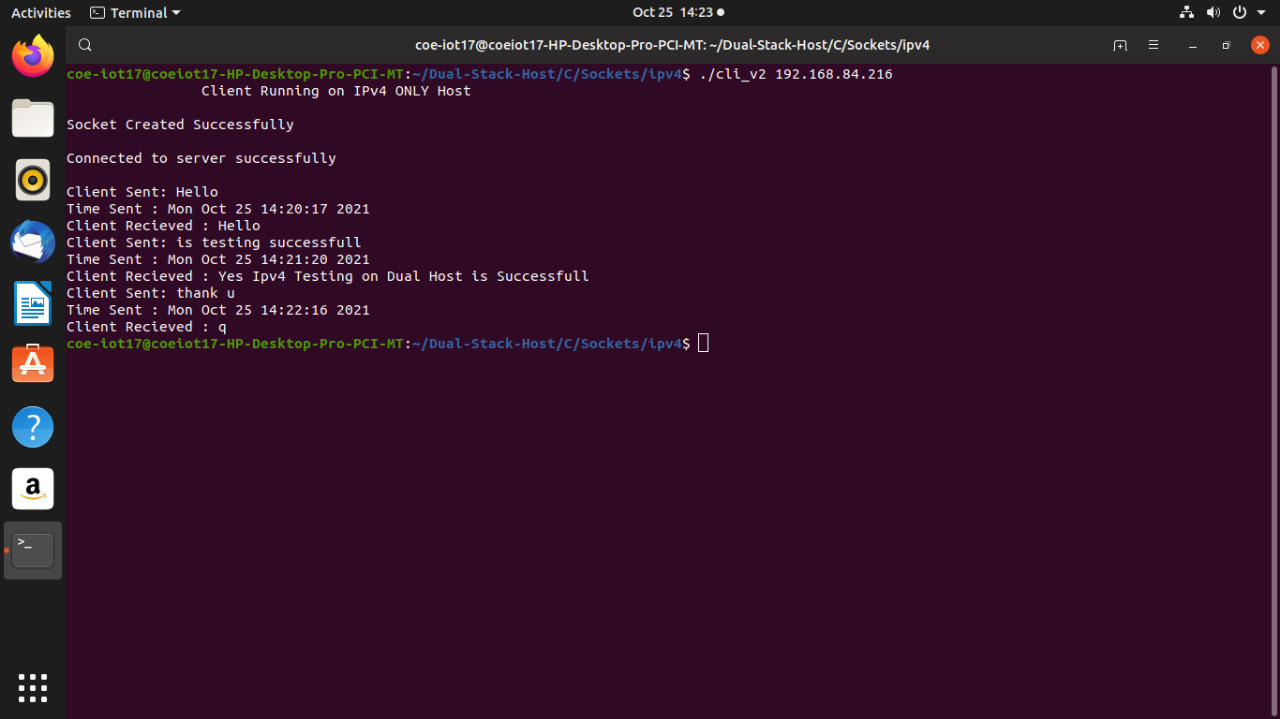 Activities Terminal Oct 25 14:23
coe-iot17@coeiot17-HP-Desktop-Pro-PCI-MT: ~/Dual-Stack-Host/C/Sockets/ipv4
coe-iot17@coeiot17-HP-Desktop-Pro-PCI-MT:~/Dual-Stack-Host/C/Sockets/ipv4$ ./cli_v2 192.168.84.216
Client Running on IPv4 ONLY Host
Socket Created Successfully
Connected to server successfully
Client Sent: Hello
Time Sent : Mon Oct 25 14:20:17 2021
Client Recieved : Hello
Client Sent: is testing successfull
Time Sent : Mon Oct 25 14:21:20 2021
Client Recieved : Yes Ipv4 Testing on Dual Host is Successfull
Client Sent: thank u
Time Sent : Mon Oct 25 14:22:16 2021
Client Recieved : q
coe-iot17@coeiot17-HP-Desktop-Pro-PCI-MT:~/Dual-Stack-Host/C/Sockets/ipv4$